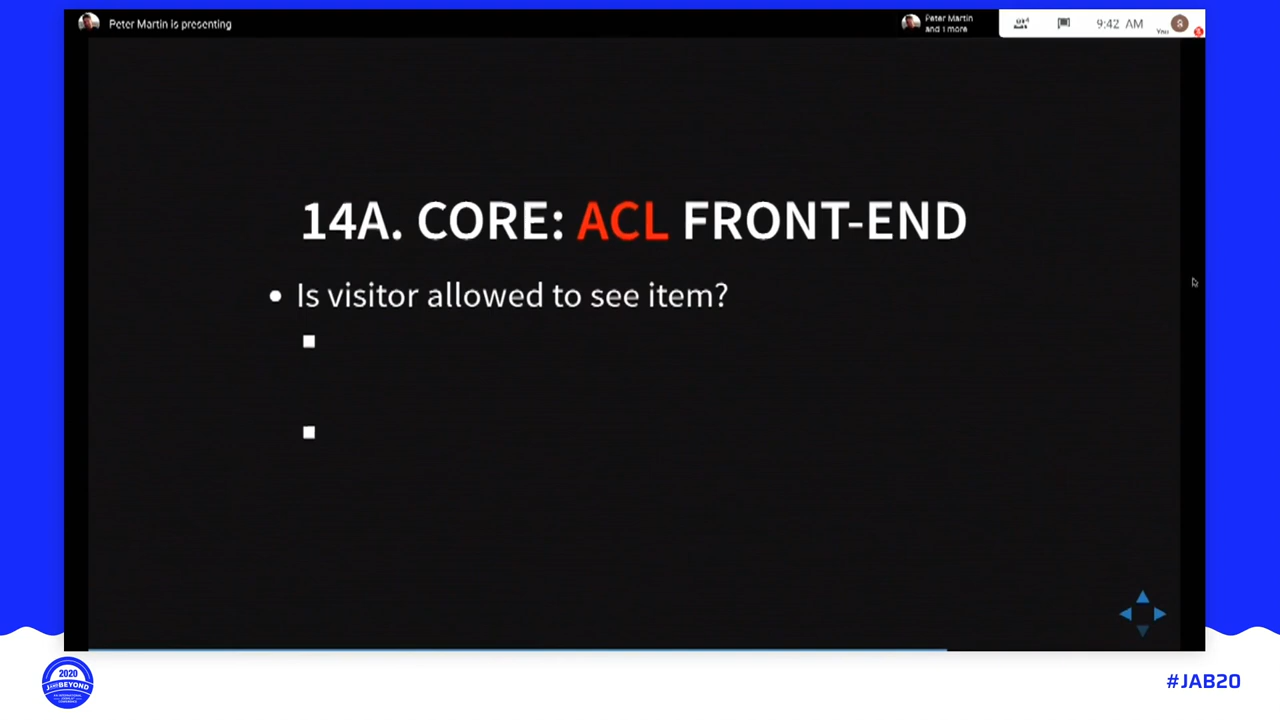 Peter Martin is presenting
Peter Martin
and 1 more
9:42 AM
You
S
14A. CORE: ACL FRONT-END
Is visitor allowed to see item?
2020
JANDBEYOND
#JAB20